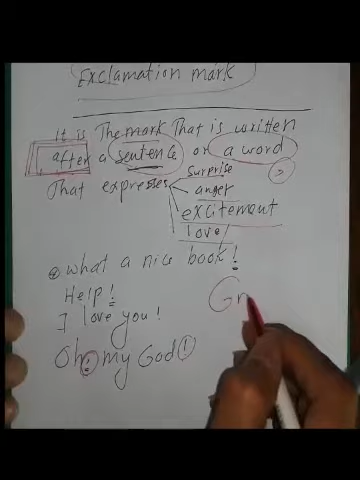 Exclamation mark
It is The mark That is written
after a sentence or a word
That expresses surprise
anger
excitement
love
What a nice book!
Help!
I love you!
Oh! my God!
Gr